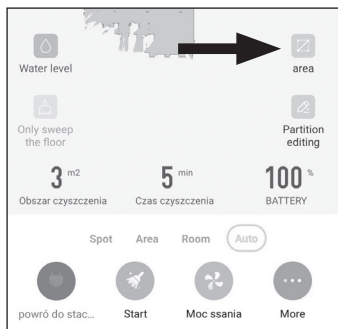 Water level
area
Only sweep
the floor
Partition
editing
3 m2
5 min
100 %
Obszar czyszczenia
Czas czyszczenia
BATTERY
Spot
Area
Room
Auto
powró do stac...
Start
Moc ssania
More